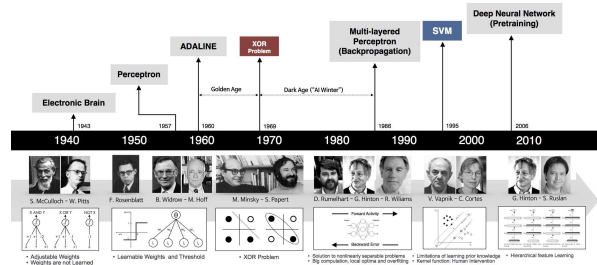 Deep Neural Network
(Pretraining)
Multi-layered
Perceptron
(Backpropagation)
SVM
ADALINE
XOR
Problem
Perceptron
Golden Age
Dark Age ("AI Winter")
Electronic Brain
1943
1957
1960
1969
1986
1995
2006
1940
1950
1960
1970
1980
1990
2000
2010
S. McCulloch – W. Pitts
F. Rosenblatt
B. Widrow – M. Hoff
M. Minsky – S. Papert
D. Rumelhart – G. Hinton – R. Wiliams
V. Vapnik – C. Cortes
G. Hinton – S. Ruslan
X AND Y
X OR Y
NOT X
Foward Activity
Backward Error
• Adjustable Weights
• Weights are not Learned
• Learnable Weights and Threshold
• XOR Problem
• Solution to nonlinearly separable problems
• Big computation, local optima and overfitting
• Limitations of learning prior knowledge
• Kernel function: Human Intervention
• Hierarchical feature Learning